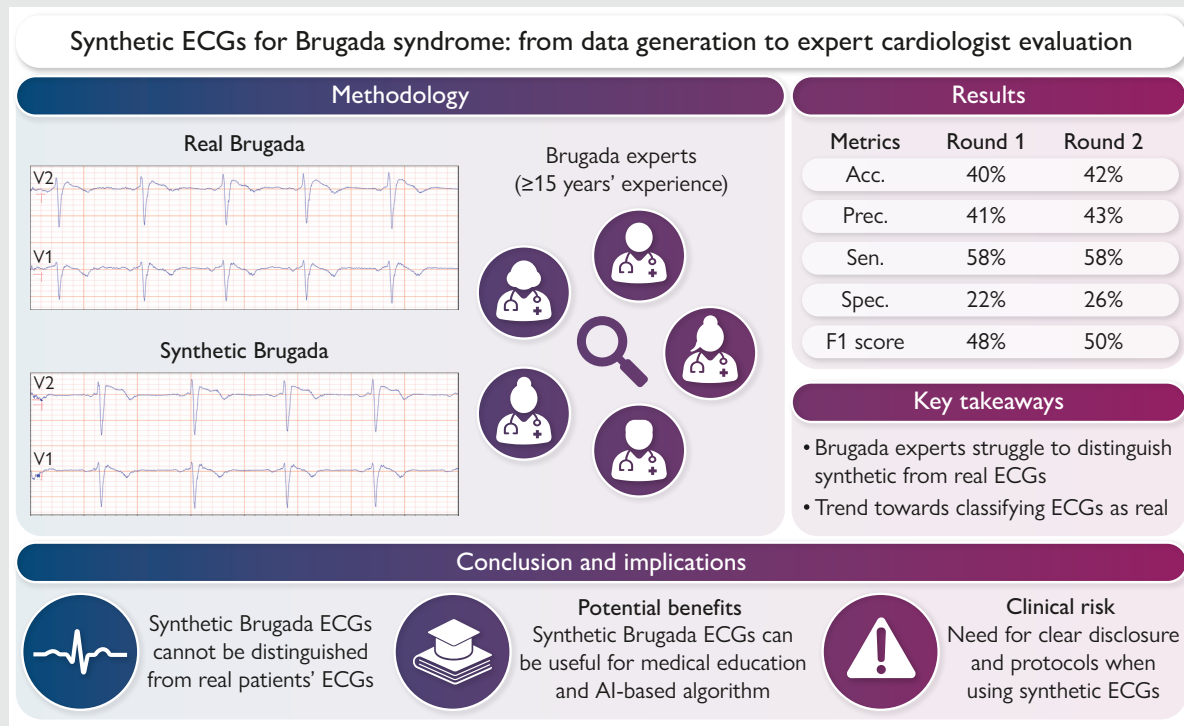 Synthetic ECGs for Brugada syndrome: from data generation to expert cardiologist evaluation
Methodology
Real Brugada
V2
V1
Synthetic Brugada
V2
V1
Brugada experts
(≥15 years' experience)
Results
Metrics Round 1 Round 2
Acc. 40% 42%
Prec. 41% 43%
Sen. 58% 58%
Spec. 22% 26%
F1 score 48% 50%
Key takeaways
• Brugada experts struggle to distinguish
synthetic from real ECGs
• Trend towards classifying ECGs as real
Conclusion and implications
Synthetic Brugada ECGs
cannot be distinguished
from real patients' ECGs
Potential benefits
Synthetic Brugada ECGs can
be useful for medical education
and AI-based algorithm
Clinical risk
Need for clear disclosure
and protocols when
using synthetic ECGs